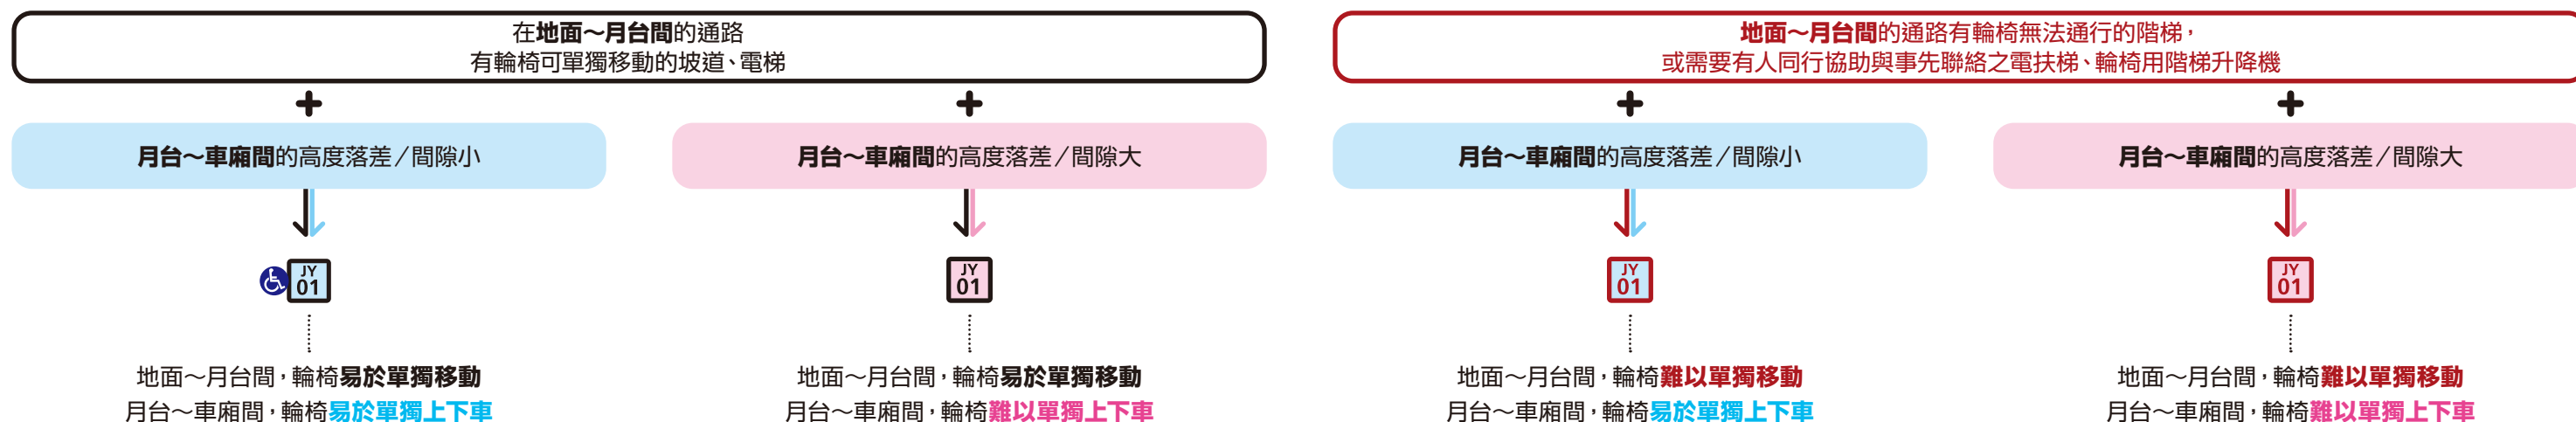 在地面～月台間的通路
有輪椅可單獨移動的坡道、電梯
地面～月台間的通路有輪椅無法通行的階梯，
或需要有人同行協助與事先聯絡之電扶梯、輪椅用階梯升降機
+
+
+
+
月台～車廂間的高度落差／間隙小
月台～車廂間的高度落差／間隙大
月台～車廂間的高度落差／間隙小
月台～車廂間的高度落差／間隙大
JY
01
JY
01
JY
01
JY
01
地面～月台間，輪椅易於單獨移動
月台～車廂間，輪椅易於單獨上下車
地面～月台間，輪椅易於單獨移動
月台～車廂間，輪椅難以單獨上下車
地面～月台間，輪椅難以單獨移動
月台～車廂間，輪椅易於單獨上下車
地面～月台間，輪椅難以單獨移動
月台～車廂間，輪椅難以單獨上下車